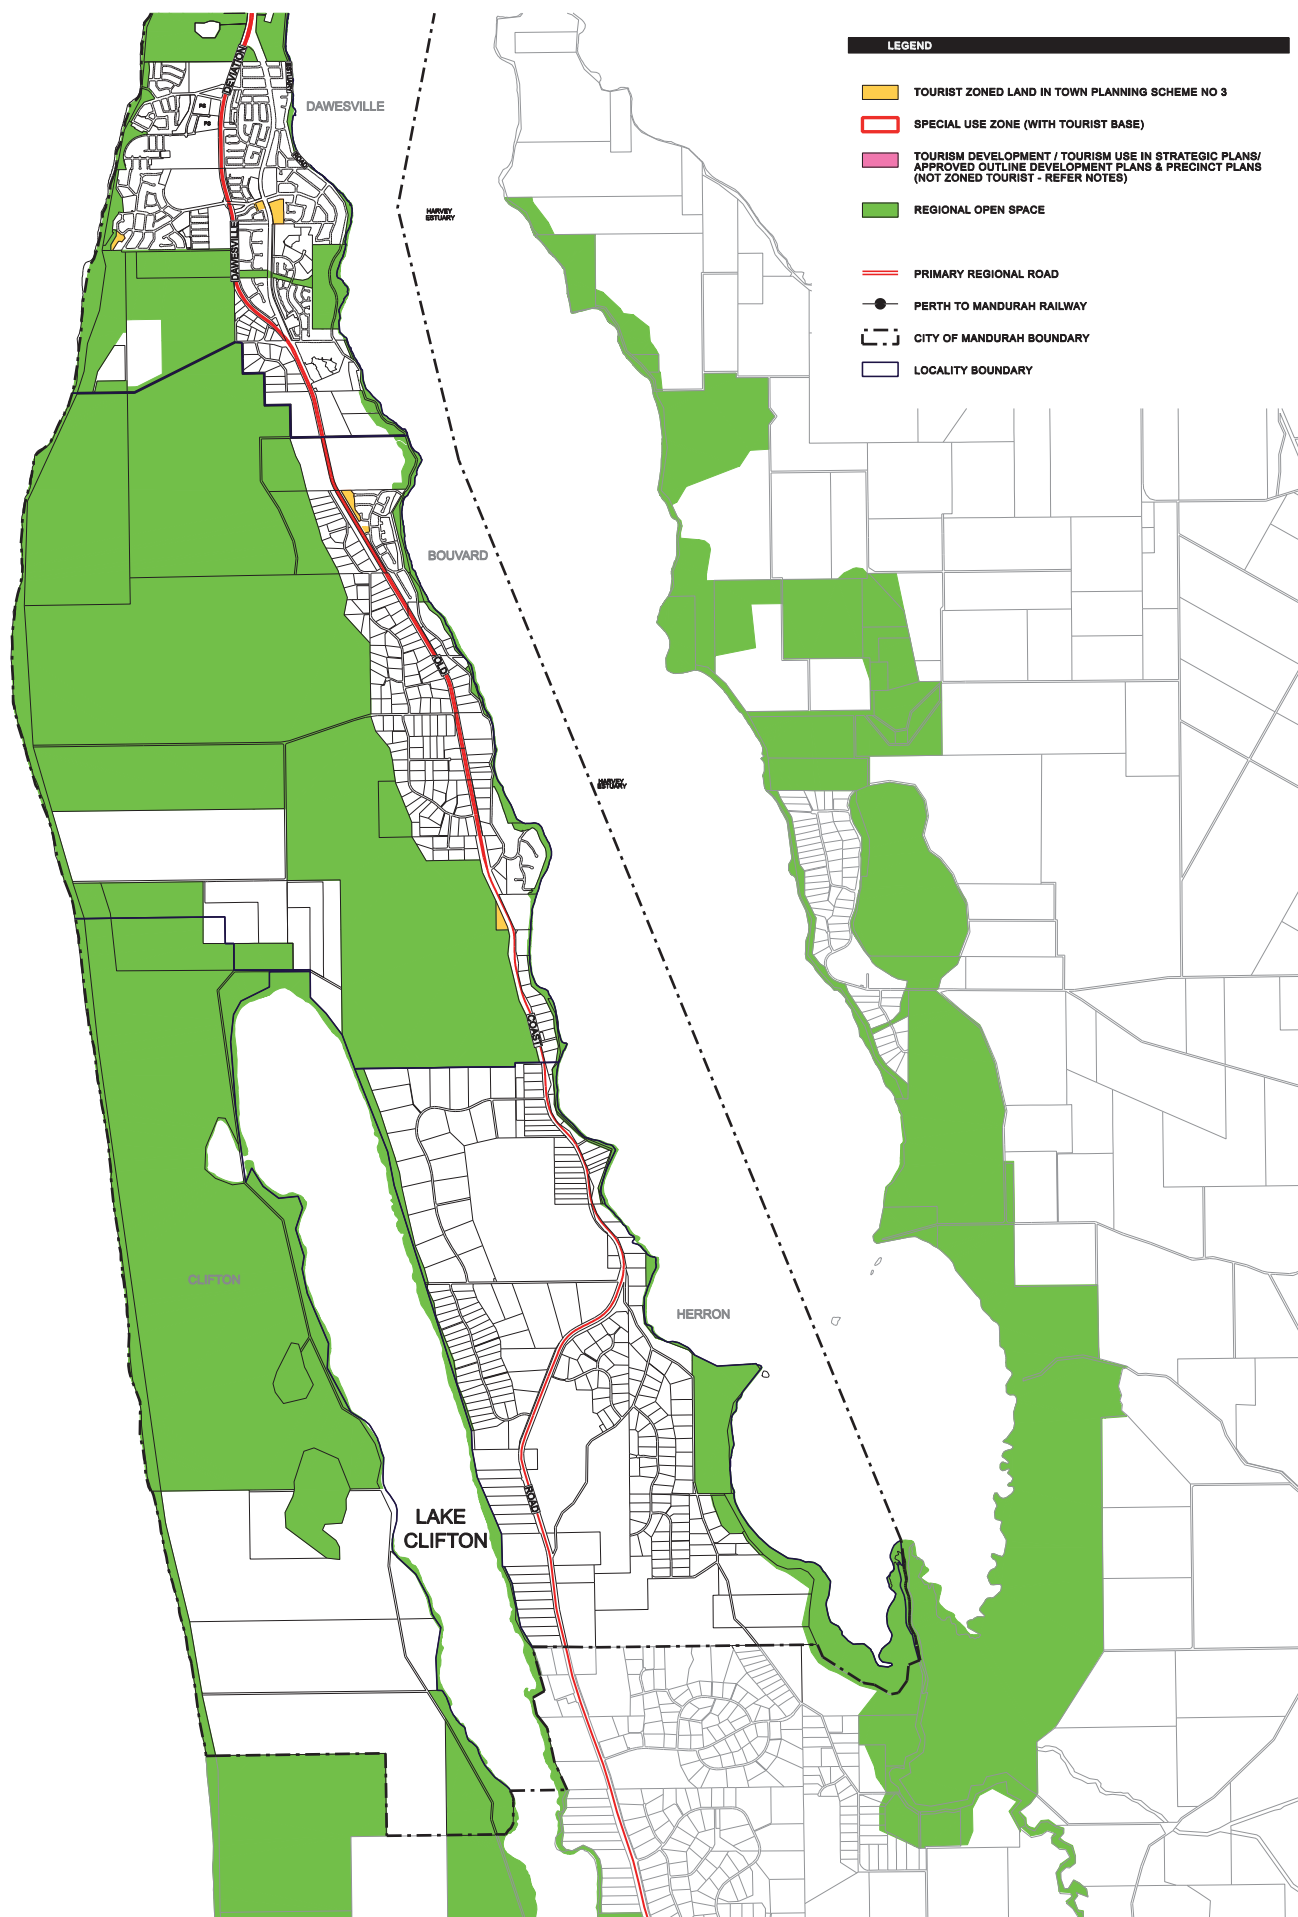 LEGEND
TOURIST ZONED LAND IN TOWN PLANNING SCHEME NO 3
SPECIAL USE ZONE (WITH TOURIST BASE)
TOURISM DEVELOPMENT / TOURISM USE IN STRATEGIC PLANS/
APPROVED OUTLINE DEVELOPMENT PLANS & PRECINCT PLANS
(NOT ZONED TOURIST - REFER NOTES)
REGIONAL OPEN SPACE
PRIMARY REGIONAL ROAD
PERTH TO MANDURAH RAILWAY
CITY OF MANDURAH BOUNDARY
LOCALITY BOUNDARY
DEVIATION
DAWESVILLE
PS
PS
DAWESVILLE
HARVEY
ESTUARY
BOUVARD
OLD
HARVEY
ESTUARY
COAST
CLIFTON
HERRON
ROAD
LAKE
CLIFTON